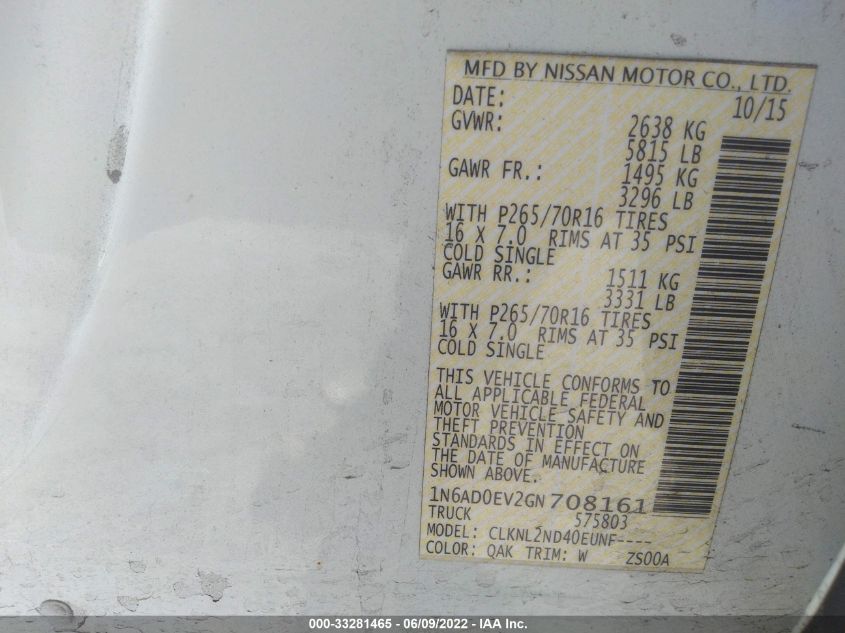 MFD BY NISSAN MOTOR CO., LTD.
DATE: 10/15
GVWR: 2638 KG
5815 LB
GAWR FR.: 1495 KG
3296 LB
WITH P265/70R16 TIRES
16 X 7.0 RIMS AT 35 PSI
COLD SINGLE
GAWR RR.: 1511 KG
3331 LB
WITH P265/70R16 TIRES
16 X 7.0 RIMS AT 35 PSI
COLD SINGLE
THIS VEHICLE CONFORMS TO
ALL APPLICABLE FEDERAL
MOTOR VEHICLE SAFETY AND
THEFT PREVENTION
STANDARDS IN EFFECT ON
THE DATE OF MANUFACTURE
SHOWN ABOVE.
1N6AD0EV2GN708161
TRUCK 575803
MODEL: CLKNL2ND40EUNF----
COLOR: QAK TRIM: W ZS00A
000-33281465 - 06/09/2022 - IAA Inc.